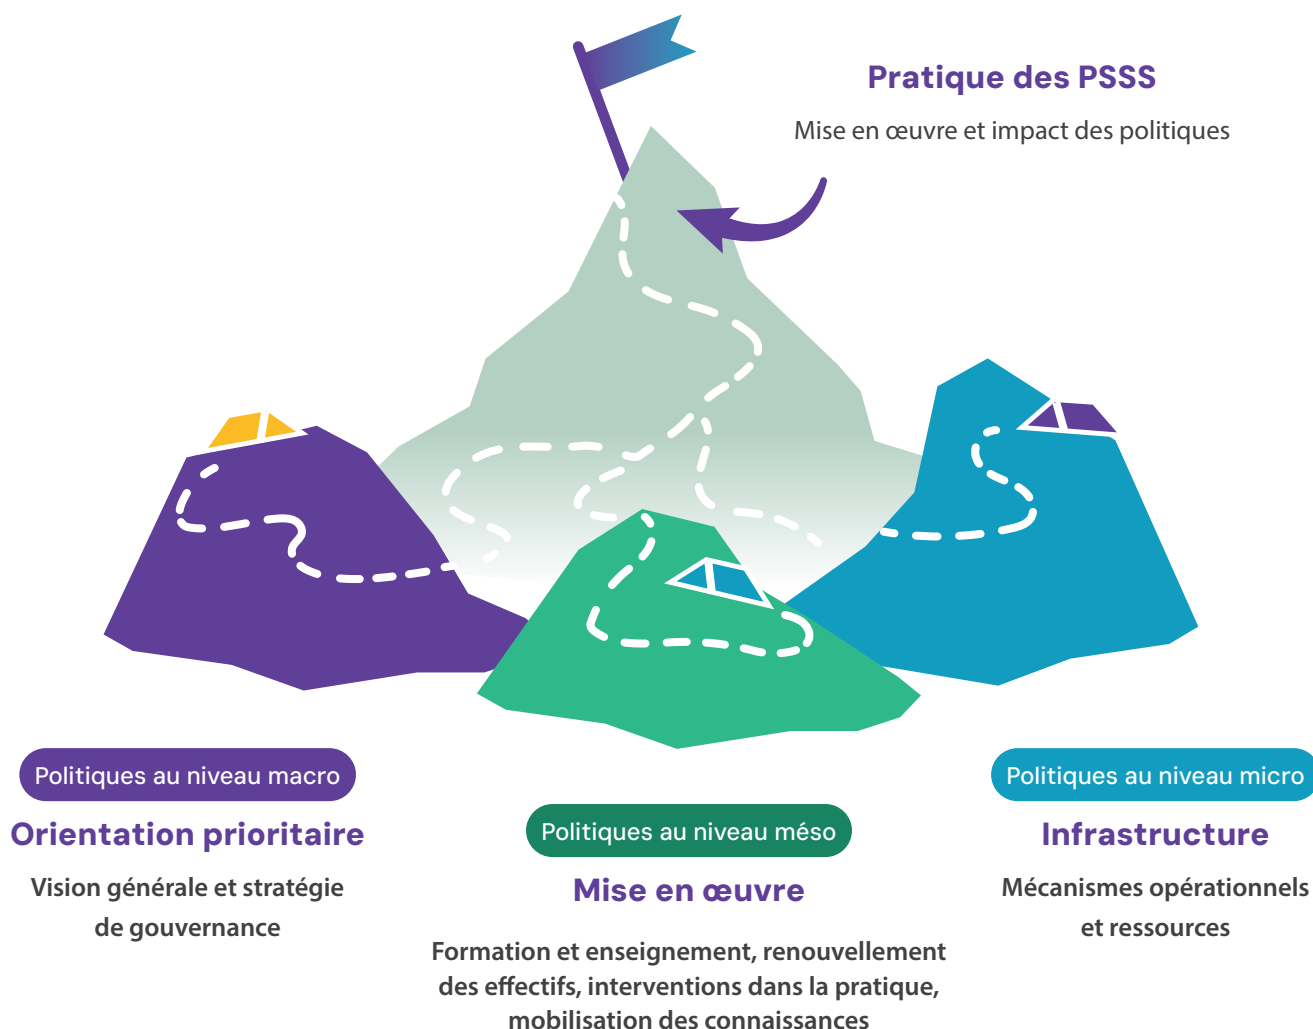 Pratique des PSSS
Mise en œuvre et impact des politiques
Politiques au niveau macro
Orientation prioritaire
Vision générale et stratégie
de gouvernance
Politiques au niveau méso
Mise en œuvre
Formation et enseignement, renouvellement
des effectifs, interventions dans la pratique,
mobilisation des connaissances
Politiques au niveau micro
Infrastructure
Mécanismes opérationnels
et ressources